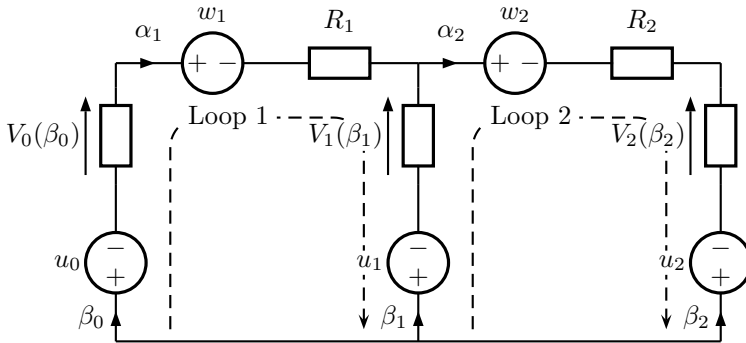 w₁ R₁ w₂ R₂
α₁ α₂
+ − + −
Loop 1 Loop 2
V₀(β₀) V₁(β₁) V₂(β₂)
− − −
u₀ u₁ u₂
+ + +
β₀ β₁ β₂